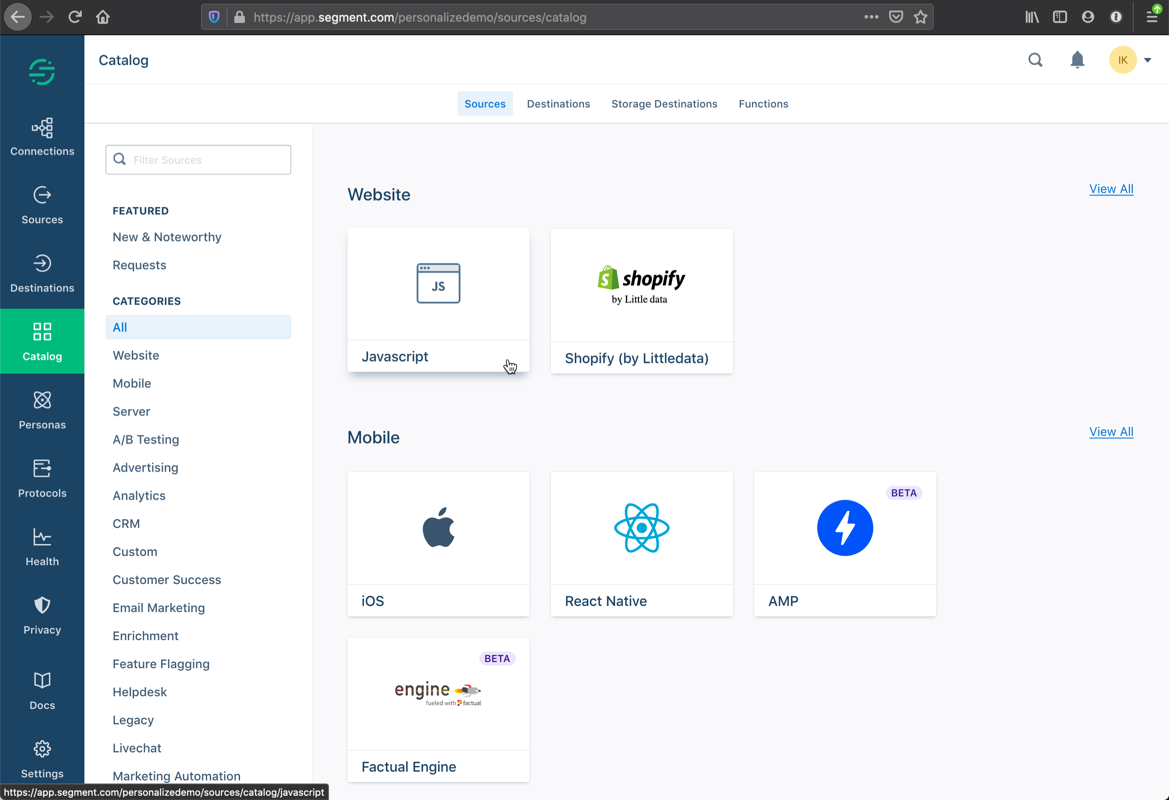 https://app.segment.com/personalizedemo/sources/catalog
Catalog
IK
Sources
Destinations
Storage Destinations
Functions
Connections
Sources
Destinations
Catalog
Personas
Protocols
Health
Privacy
Docs
Settings
Filter Sources
FEATURED
New & Noteworthy
Requests
CATEGORIES
All
Website
Mobile
Server
A/B Testing
Advertising
Analytics
CRM
Custom
Customer Success
Email Marketing
Enrichment
Feature Flagging
Helpdesk
Legacy
Livechat
Marketing Automation
Website
View All
JS
Javascript
shopify
by Little data
Shopify (by Littledata)
Mobile
View All
iOS
React Native
BETA
AMP
BETA
engine
fueled with factual
Factual Engine
https://app.segment.com/personalizedemo/sources/catalog/javascript